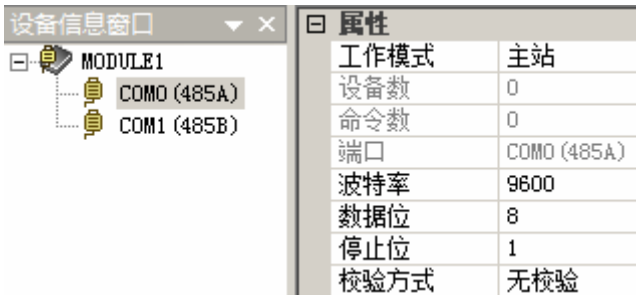 设备信息窗口
MODULE1
COM0(485A)
COM1(485B)
属性
工作模式 主站
设备数 0
命令数 0
端口 COM0(485A)
波特率 9600
数据位 8
停止位 1
校验方式 无校验